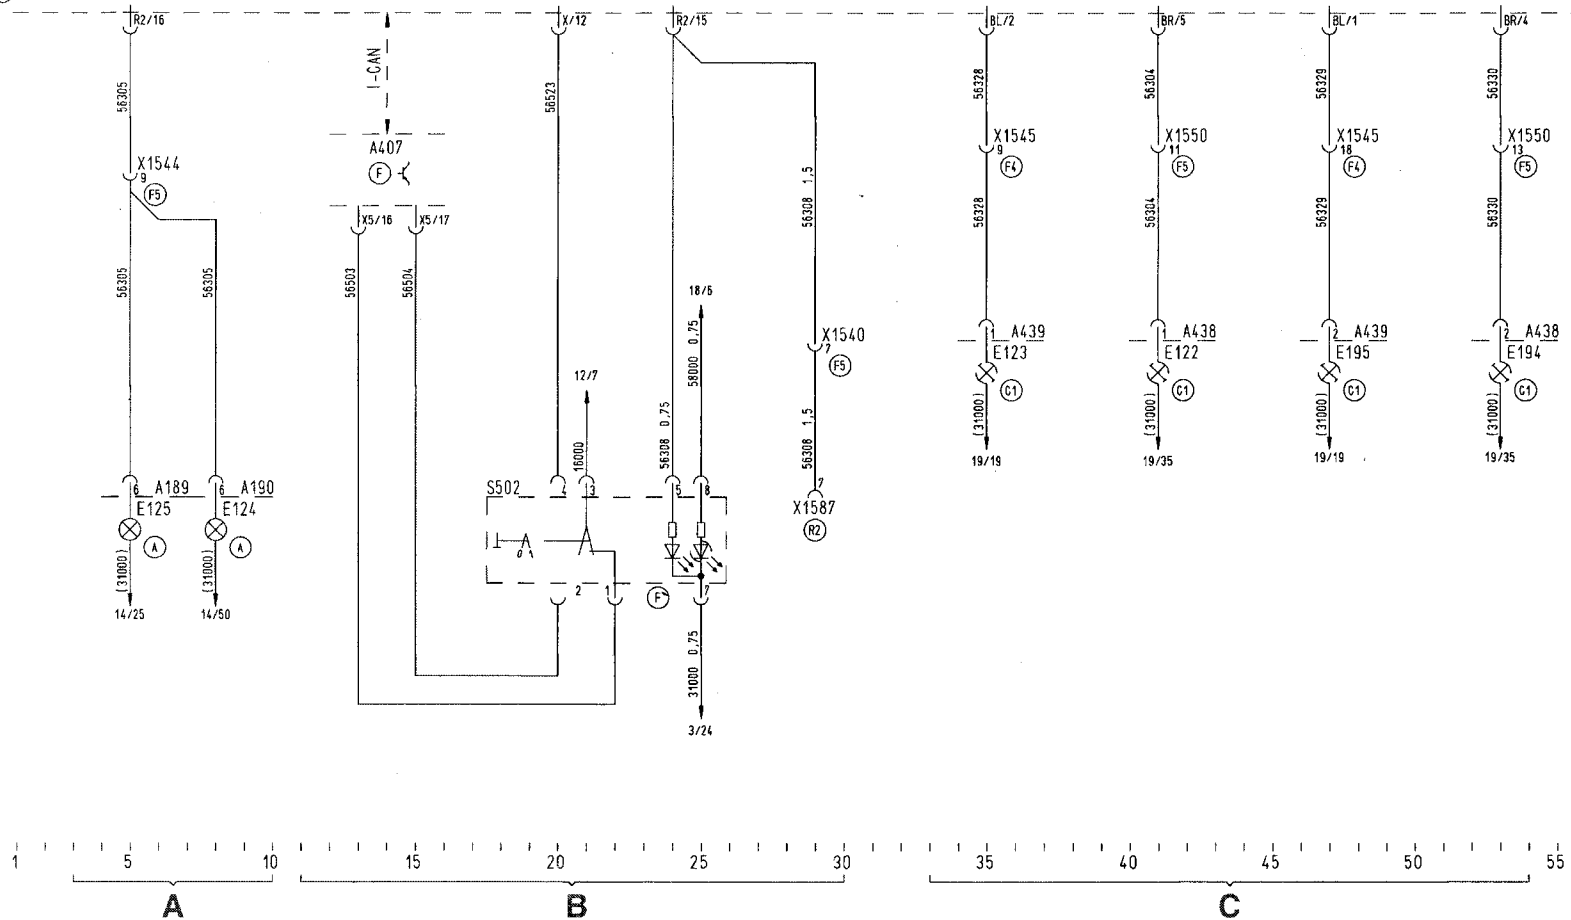 R2/16
X/12
R2/15
BL/2
BR/5
BL/1
BR/4
I-CAN
56305
56523
56328
56304
56329
56330
A407
F
X1544
9
F5
X1545
9
F4
X1550
11
F5
X1545
18
F4
X1550
13
F5
56308 1,5
X5/16
X5/17
56328
56304
56329
56330
56305
56305
56503
56504
18/6
58000 0,75
X1540
7
F5
1 A439
E123
1 A438
E122
2 A439
E195
2 A438
E194
G1
G1
G1
G1
12/7
16000
56308 0,75
56308 1,5
(31000)
(31000)
(31000)
(31000)
19/19
19/35
19/19
19/35
6 A189
E125
6 A190
E124
A
A
S502
4
3
5
8
7
X1587
R2
0 1
(31000)
(31000)
14/25
14/50
2
1
F
7
31000 0,75
3/24
1
5
10
15
20
25
30
35
40
45
50
55
A
B
C